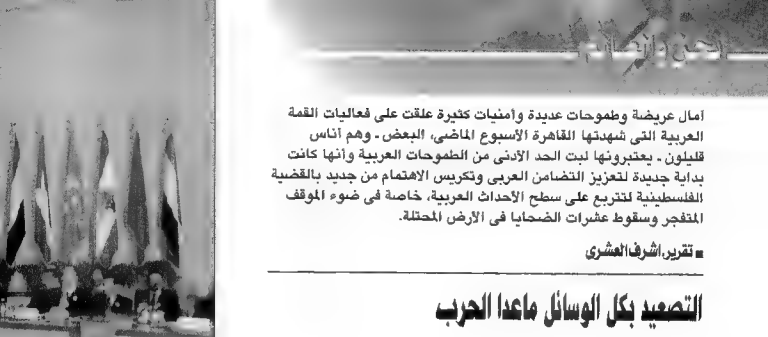 نحن والعالم
آمال عريضة وطموحات عديدة وأمنيات كثيرة علقت على فعاليات القمة
العربية التى شهدتها القاهرة الأسبوع الماضى، البعض ـ وهم أناس
قليلون ـ يعتبرونها لبت الحد الأدنى من الطموحات العربية وأنها كانت
بداية جديدة لتعزيز التضامن العربى وتكريس الاهتمام من جديد بالقضية
الفلسطينية لتتربع على سطح الأحداث العربية، خاصة فى ضوء الموقف
المتفجر وسقوط عشرات الضحايا فى الأرض المحتلة.
■ تقرير، اشرف العشرى
التصعيد بكل الوسائل ماعدا الحرب